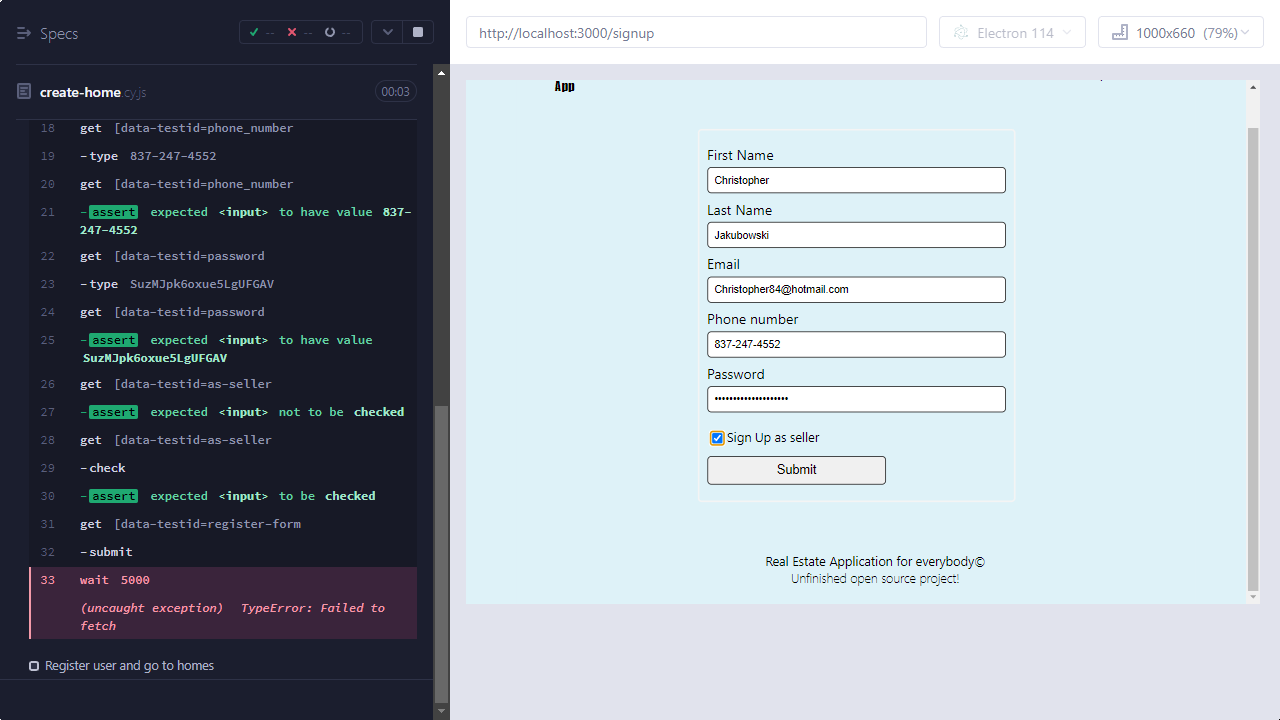 Specs
-- -- --
create-home.cy.js
00:03
18 get [data-testid=phone_number
19 -type 837-247-4552
20 get [data-testid=phone_number
21 -assert expected <input> to have value 837-
247-4552
22 get [data-testid=password
23 -type SuzMJpk6oxue5LgUFGAV
24 get [data-testid=password
25 -assert expected <input> to have value
SuzMJpk6oxue5LgUFGAV
26 get [data-testid=as-seller
27 -assert expected <input> not to be checked
28 get [data-testid=as-seller
29 -check
30 -assert expected <input> to be checked
31 get [data-testid=register-form
32 -submit
33 wait 5000
(uncaught exception) TypeError: Failed to
fetch
Register user and go to homes
http://localhost:3000/signup
Electron 114
1000x660 (79%)
App
First Name
Christopher
Last Name
Jakubowski
Email
Christopher84@hotmail.com
Phone number
837-247-4552
Password
••••••••••••••••••••
Sign Up as seller
Submit
Real Estate Application for everybody©
Unfinished open source project!